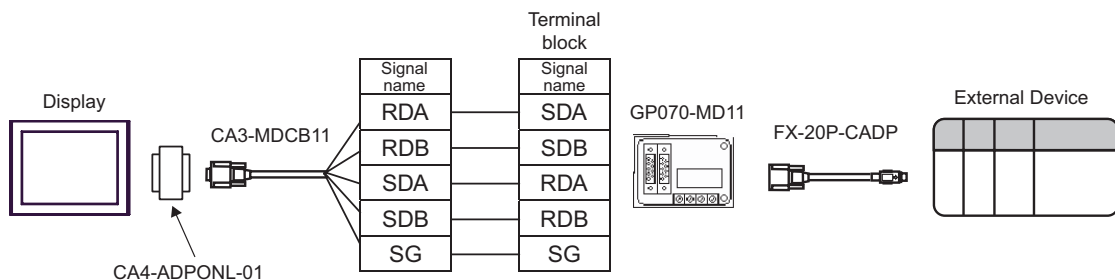 Terminal
block
Signal
name
Signal
name
Display
CA3-MDCB11
RDA
SDA
GP070-MD11
FX-20P-CADP
External Device
RDB
SDB
SDA
RDA
SDB
RDB
SG
SG
CA4-ADPONL-01